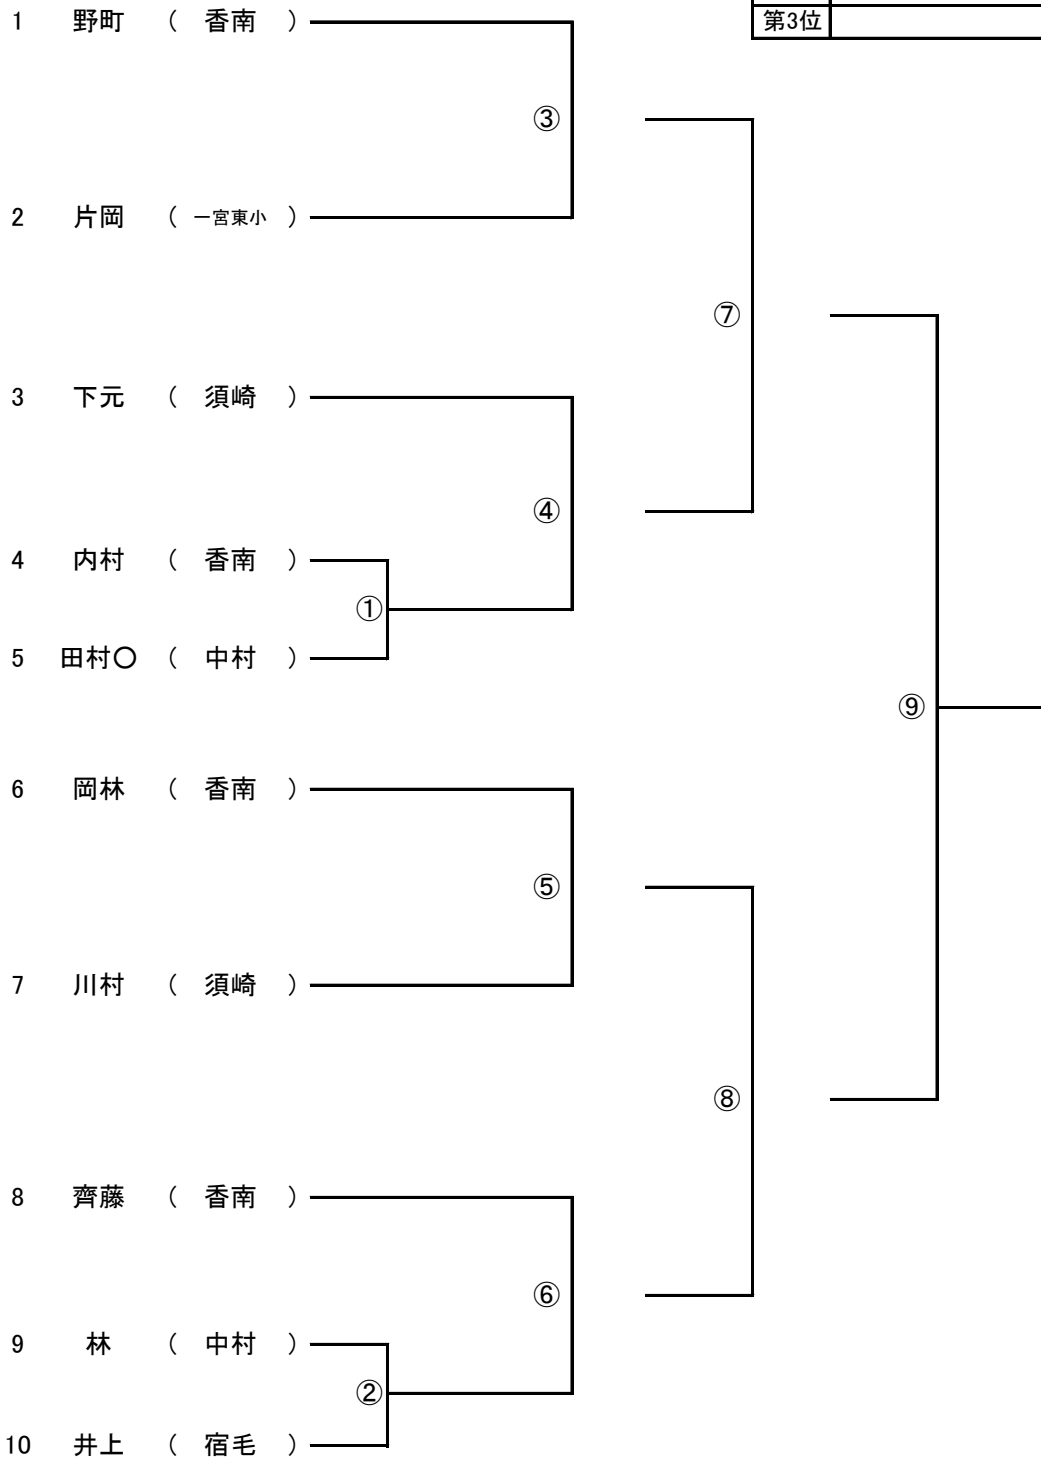 1 野町 ( 香南 )
第3位
③
2 片岡 ( 一宮東小 )
⑦
3 下元 ( 須崎 )
④
4 内村 ( 香南 )
①
5 田村○ ( 中村 )
⑨
6 岡林 ( 香南 )
⑤
7 川村 ( 須崎 )
⑧
8 齊藤 ( 香南 )
⑥
9 林 ( 中村 )
②
10 井上 ( 宿毛 )